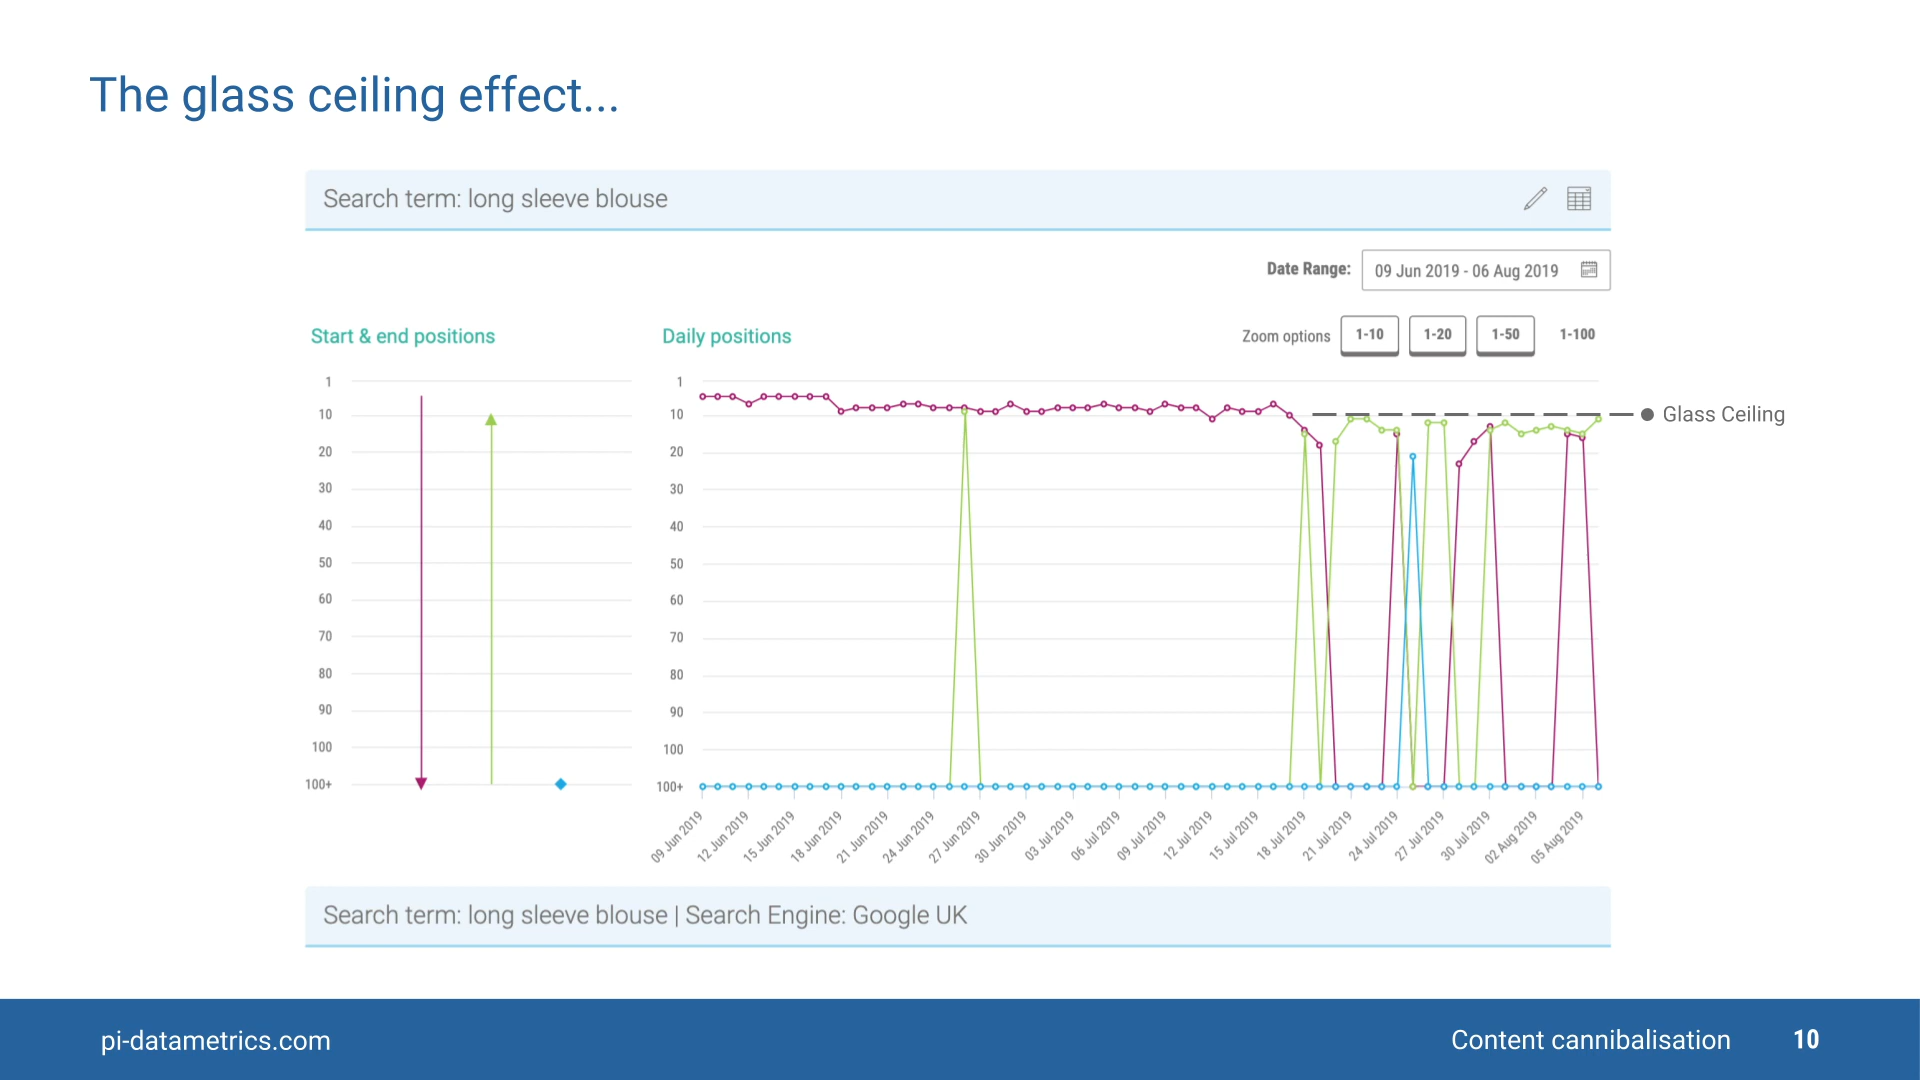 The glass ceiling effect...
Search term: long sleeve blouse
Date Range: 09 Jun 2019 - 06 Aug 2019
Start & end positions
Daily positions
Zoom options 1-10 1-20 1-50 1-100
1
10
20
30
40
50
60
70
80
90
100
100+
1
10
20
30
40
50
60
70
80
90
100
100+
Glass Ceiling
09 Jun 2019
12 Jun 2019
15 Jun 2019
18 Jun 2019
21 Jun 2019
24 Jun 2019
27 Jun 2019
30 Jun 2019
03 Jul 2019
06 Jul 2019
09 Jul 2019
12 Jul 2019
15 Jul 2019
18 Jul 2019
21 Jul 2019
24 Jul 2019
27 Jul 2019
30 Jul 2019
02 Aug 2019
05 Aug 2019
Search term: long sleeve blouse | Search Engine: Google UK
pi-datametrics.com
Content cannibalisation 10